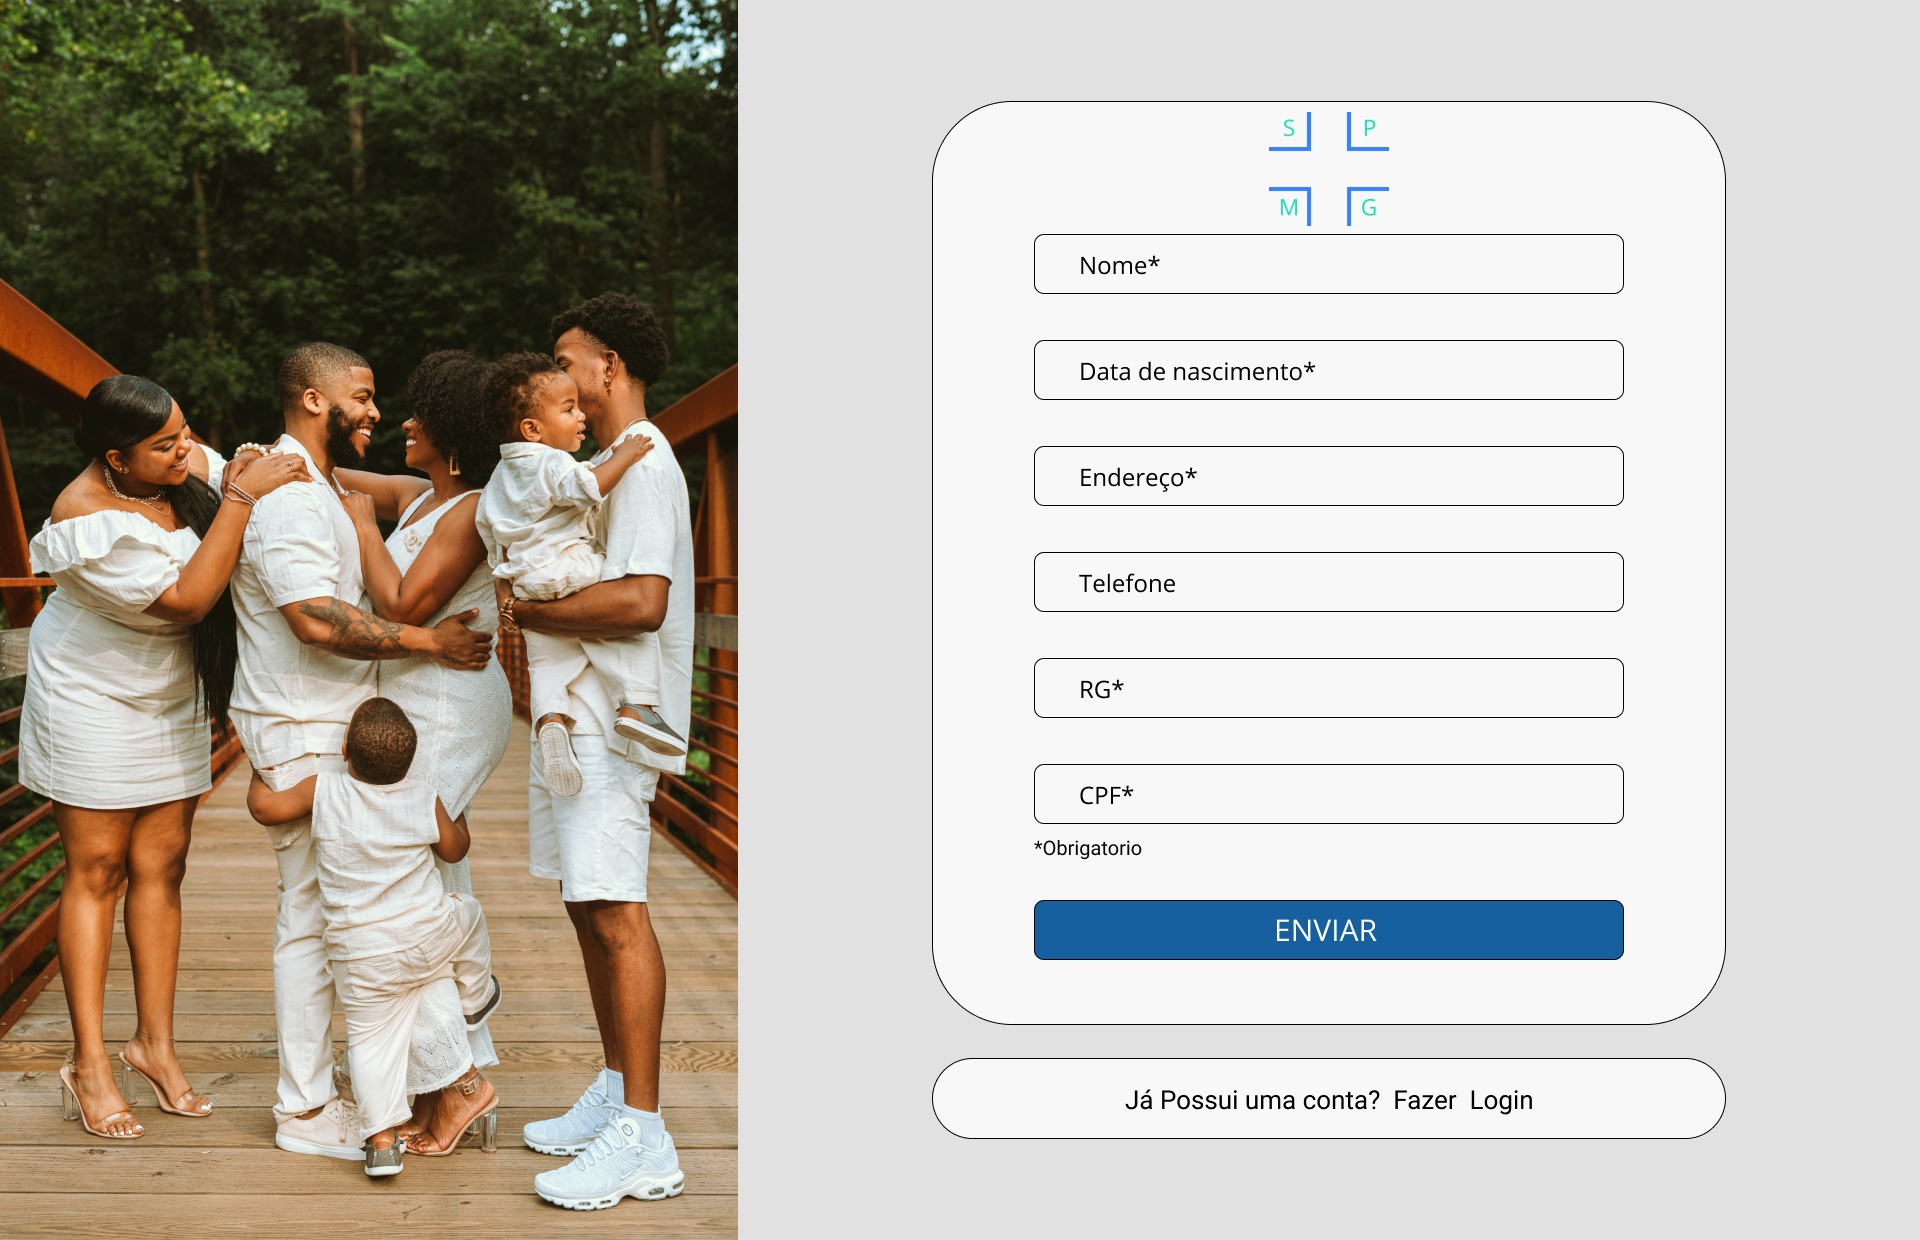 S P
M G
Nome*
Data de nascimento*
Endereço*
Telefone
RG*
CPF*
*Obrigatorio
ENVIAR
Já Possui uma conta? Fazer Login